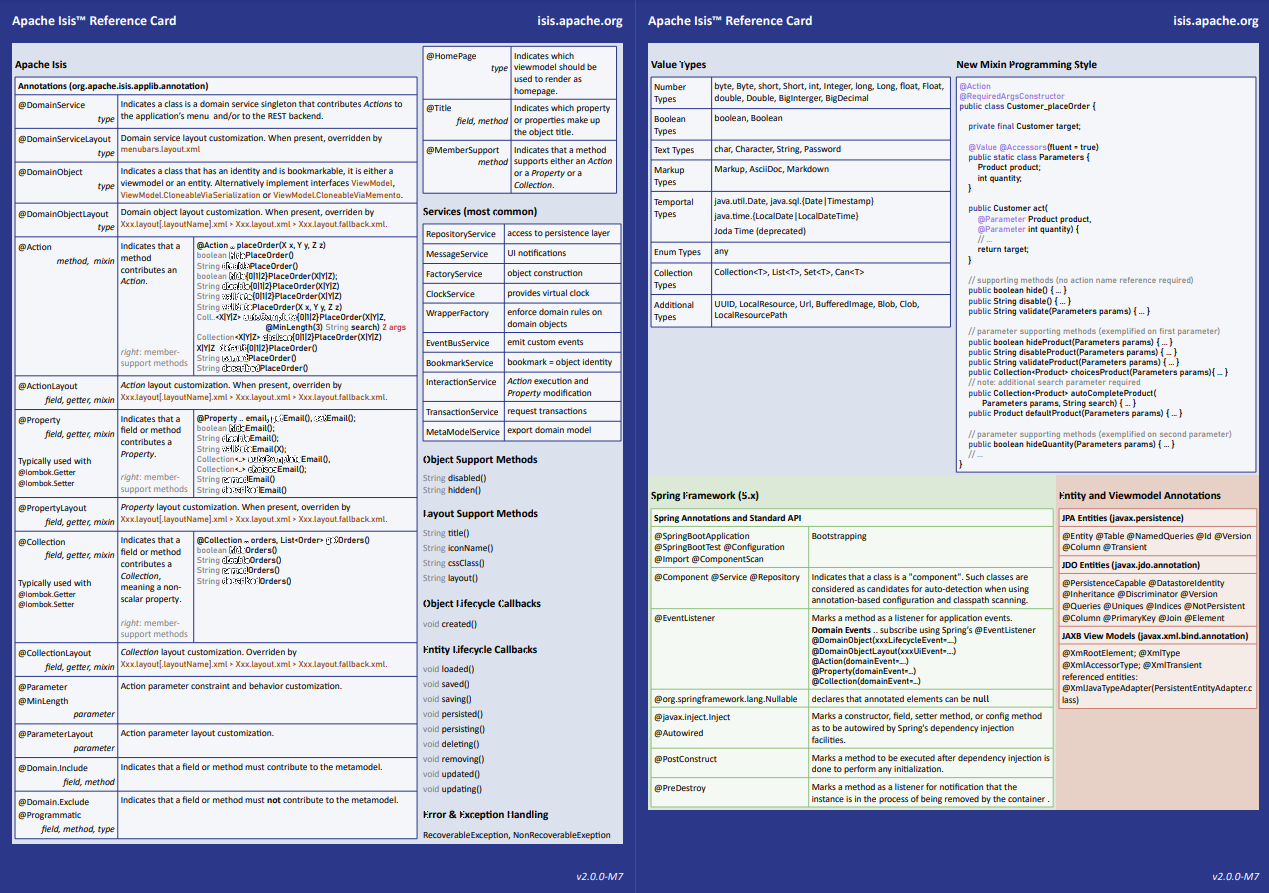 Apache Isis™ Reference Card
isis.apache.org
Apache Isis
Annotations (org.apache.isis.applib.annotation)
@DomainService
type
Indicates a class is a domain service singleton that contributes Actions to
the application's menu and/or to the REST backend.
@DomainServiceLayout
type
Domain service layout customization. When present, overridden by
menubars.layout.xml
@DomainObject
type
Indicates a class that has an identity and is bookmarkable, it is either a
viewmodel or an entity. Alternatively implement interfaces ViewModel,
ViewModel.CloneableViaSerialization or ViewModel.CloneableViaMemento.
@DomainObjectLayout
type
Domain object layout customization. When present, overriden by
Xxx.layout[.layoutName].xml > Xxx.layout.xml > Xxx.layout.fallback.xml.
@Action
method, mixin
Indicates that a
method
contributes an
Action.
right: member-
support methods
@Action .. placeOrder(X x, Y y, Z z)
boolean PlaceOrder()
String PlaceOrder()
boolean {0|1|2}PlaceOrder(X|Y|Z);
String {0|1|2}PlaceOrder(X|Y|Z)
String {0|1|2}PlaceOrder(X|Y|Z)
String PlaceOrder(X x, Y y, Z z)
Coll..<X|Y|Z> {0|1|2}PlaceOrder(X|Y|Z,
@MinLength(3) String search) 2 args
Collection<X|Y|Z> {0|1|2}PlaceOrder(X|Y|Z)
X|Y|Z {0|1|2}PlaceOrder()
String PlaceOrder()
String PlaceOrder()
@ActionLayout
field, getter, mixin
Action layout customization. When present, overriden by
Xxx.layout[.layoutName].xml > Xxx.layout.xml > Xxx.layout.fallback.xml.
@Property
field, getter, mixin
Typically used with
@lombok.Getter
@lombok.Setter
Indicates that a
field or method
contributes a
Property.
right: member-
support methods
@Property .. email, Email(), Email();
boolean Email();
String Email();
String Email(X);
Collection<..> Email(),
Collection<..> Email();
String Email()
String Email()
@PropertyLayout
field, getter, mixin
Property layout customization. When present, overriden by
Xxx.layout[.layoutName].xml > Xxx.layout.xml > Xxx.layout.fallback.xml.
@Collection
field, getter, mixin
Typically used with
@lombok.Getter
@lombok.Setter
Indicates that a
field or method
contributes a
Collection,
meaning a non-
scalar property.
right: member-
support methods
@Collection .. orders, List<Order> Orders()
boolean Orders()
String Orders()
String Orders()
String Orders()
@CollectionLayout
field, getter, mixin
Collection layout customization. Overriden by
Xxx.layout[.layoutName].xml > Xxx.layout.xml > Xxx.layout.fallback.xml.
@Parameter
@MinLength
parameter
Action parameter constraint and behavior customization.
@ParameterLayout
parameter
Action parameter layout customization.
@Domain.Include
field, method
Indicates that a field or method must contribute to the metamodel.
@Domain.Exclude
@Programmatic
field, method, type
Indicates that a field or method must not contribute to the metamodel.
@HomePage
type
Indicates which
viewmodel should be
used to render as
homepage.
@Title
field, method
Indicates which property
or properties make up
the object title.
@MemberSupport
method
Indicates that a method
supports either an Action
or a Property or a
Collection.
Services (most common)
RepositoryService
access to persistence layer
MessageService
UI notifications
FactoryService
object construction
ClockService
provides virtual clock
WrapperFactory
enforce domain rules on
domain objects
EventBusService
emit custom events
BookmarkService
bookmark = object identity
InteractionService
Action execution and
Property modification
TransactionService
request transactions
MetaModelService
export domain model
Object Support Methods
String disabled()
String hidden()
Layout Support Methods
String title()
String iconName()
String cssClass()
String layout()
Object Lifecycle Callbacks
void created()
Entity Lifecycle Callbacks
void loaded()
void saved()
void saving()
void persisted()
void persisting()
void deleting()
void removing()
void updated()
void updating()
Error & Exception Handling
RecoverableException, NonRecoverableExeption
v2.0.0-M7
Apache Isis™ Reference Card
isis.apache.org
Value Types
Number
Types
byte, Byte, short, Short, int, Integer, long, Long, float, Float,
double, Double, BigInterger, BigDecimal
Boolean
Types
boolean, Boolean
Text Types
char, Character, String, Password
Markup
Types
Markup, AsciiDoc, Markdown
Temportal
Types
java.util.Date, java.sql.{Date|Timestamp}
java.time.{LocalDate|LocalDateTime}
Joda Time (deprecated)
Enum Types
any
Collection
Types
Collection<T>, List<T>, Set<T>, Can<T>
Additional
Types
UUID, LocalResource, Url, BufferedImage, Blob, Clob,
LocalResourcePath
New Mixin Programming Style
@Action
@RequiredArgsConstructor
public class Customer_placeOrder {
private final Customer target;
@Value @Accessors(fluent = true)
public static class Parameters {
Product product;
int quantity;
}
public Customer act(
@Parameter Product product,
@Parameter int quantity) {
// ...
return target;
}
// supporting methods (no action name reference required)
public boolean hide() { ... }
public String disable() { ... }
public String validate(Parameters params) { ... }
// parameter supporting methods (exemplified on first parameter)
public boolean hideProduct(Parameters params) { ... }
public String disableProduct(Parameters params) { ... }
public String validateProduct(Parameters params) { ... }
public Collection<Product> choicesProduct(Parameters params){ ... }
// note: additional search parameter required
public Collection<Product> autoCompleteProduct(
Parameters params, String search) { ... }
public Product defaultProduct(Parameters params) { ... }
// parameter supporting methods (exemplified on second parameter)
public boolean hideQuantity(Parameters params) { ... }
// ...
}
Spring Framework (5.x)
Spring Annotations and Standard API
@SpringBootApplication
@SpringBootTest @Configuration
@Import @ComponentScan
Bootstrapping
@Component @Service @Repository
Indicates that a class is a "component". Such classes are
considered as candidates for auto-detection when using
annotation-based configuration and classpath scanning.
@EventListener
Marks a method as a listener for application events.
Domain Events .. subscribe using Spring's @EventListener
@DomainObject(xxxLifecycleEvent=...)
@DomainObjectLayout(xxxUiEvent=...)
@Action(domainEvent=...)
@Property(domainEvent=...)
@Collection(domainEvent=...)
@org.springframework.lang.Nullable
declares that annotated elements can be null
@javax.inject.Inject
@Autowired
Marks a constructor, field, setter method, or config method
as to be autowired by Spring's dependency injection
facilities.
@PostConstruct
Marks a method to be executed after dependency injection is
done to perform any initialization.
@PreDestroy
Marks a method as a listener for notification that the
instance is in the process of being removed by the container .
Entity and Viewmodel Annotations
JPA Entities (javax.persistence)
@Entity @Table @NamedQueries @Id @Version
@Column @Transient
JDO Entities (javax.jdo.annotation)
@PersistenceCapable @DatastoreIdentity
@Inheritance @Discriminator @Version
@Queries @Uniques @Indices @NotPersistent
@Column @PrimaryKey @Join @Element
JAXB View Models (javax.xml.bind.annotation)
@XmRootElement; @XmlType
@XmlAccessorType; @XmlTransient
referenced entities:
@XmlJavaTypeAdapter(PersistentEntityAdapter.c
lass)
v2.0.0-M7